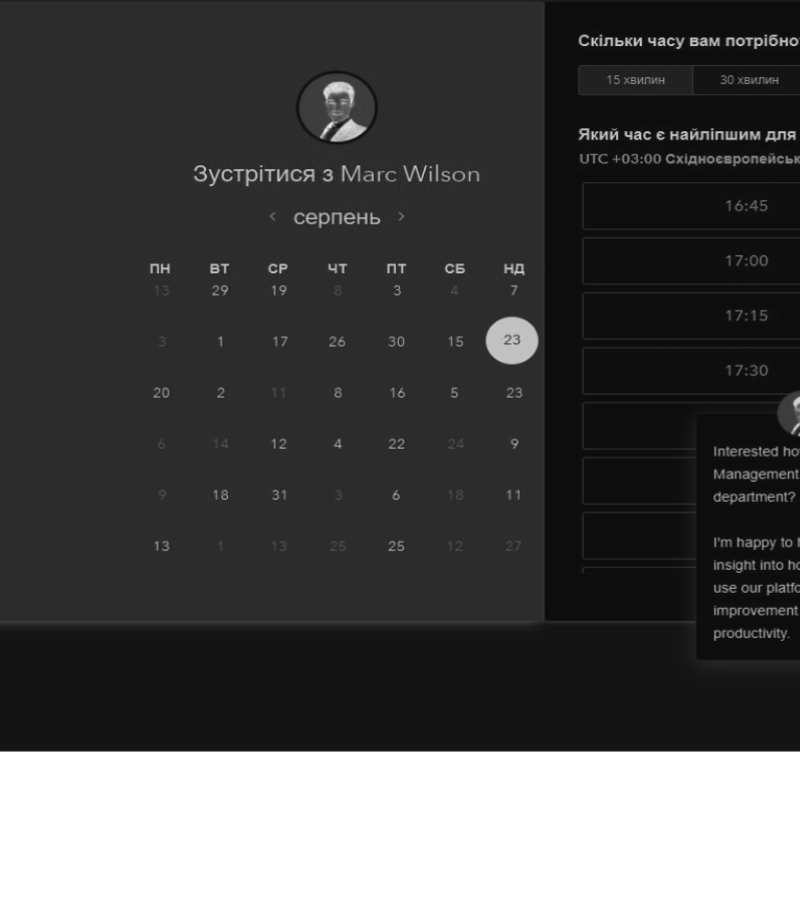 Зустрітися з Marc Wilson
‹ серпень ›
ПН ВТ СР ЧТ ПТ СБ НД
13 29 19 8 3 4 7
3 1 17 26 30 15 23
20 2 11 8 16 5 23
6 14 12 4 22 24 9
9 18 31 3 6 18 11
13 1 13 25 25 12 27
Скільки часу вам потрібно
15 хвилин 30 хвилин
Який час є найліпшим для
UTC +03:00 Східноєвропейськ
16:45
17:00
17:15
17:30
Interested ho
Management
department?
I'm happy to h
insight into ho
use our platfo
improvement
productivity.